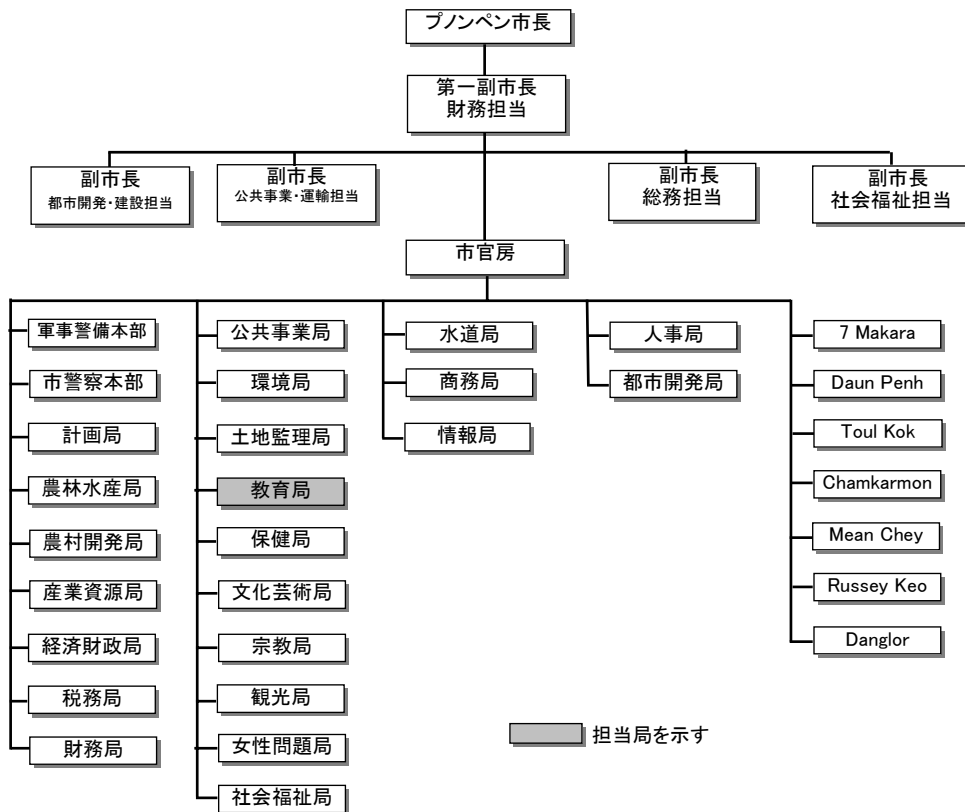 プノンペン市長
第一副市長
財務担当
副市長
都市開発・建設担当
副市長
公共事業・運輸担当
副市長
総務担当
副市長
社会福祉担当
市官房
軍事警備本部
市警察本部
計画局
農林水産局
農村開発局
産業資源局
経済財政局
税務局
財務局
公共事業局
環境局
土地監理局
教育局
保健局
文化芸術局
宗教局
観光局
女性問題局
社会福祉局
水道局
商務局
情報局
人事局
都市開発局
7 Makara
Daun Penh
Toul Kok
Chamkarmon
Mean Chey
Russey Keo
Danglor
担当局を示す